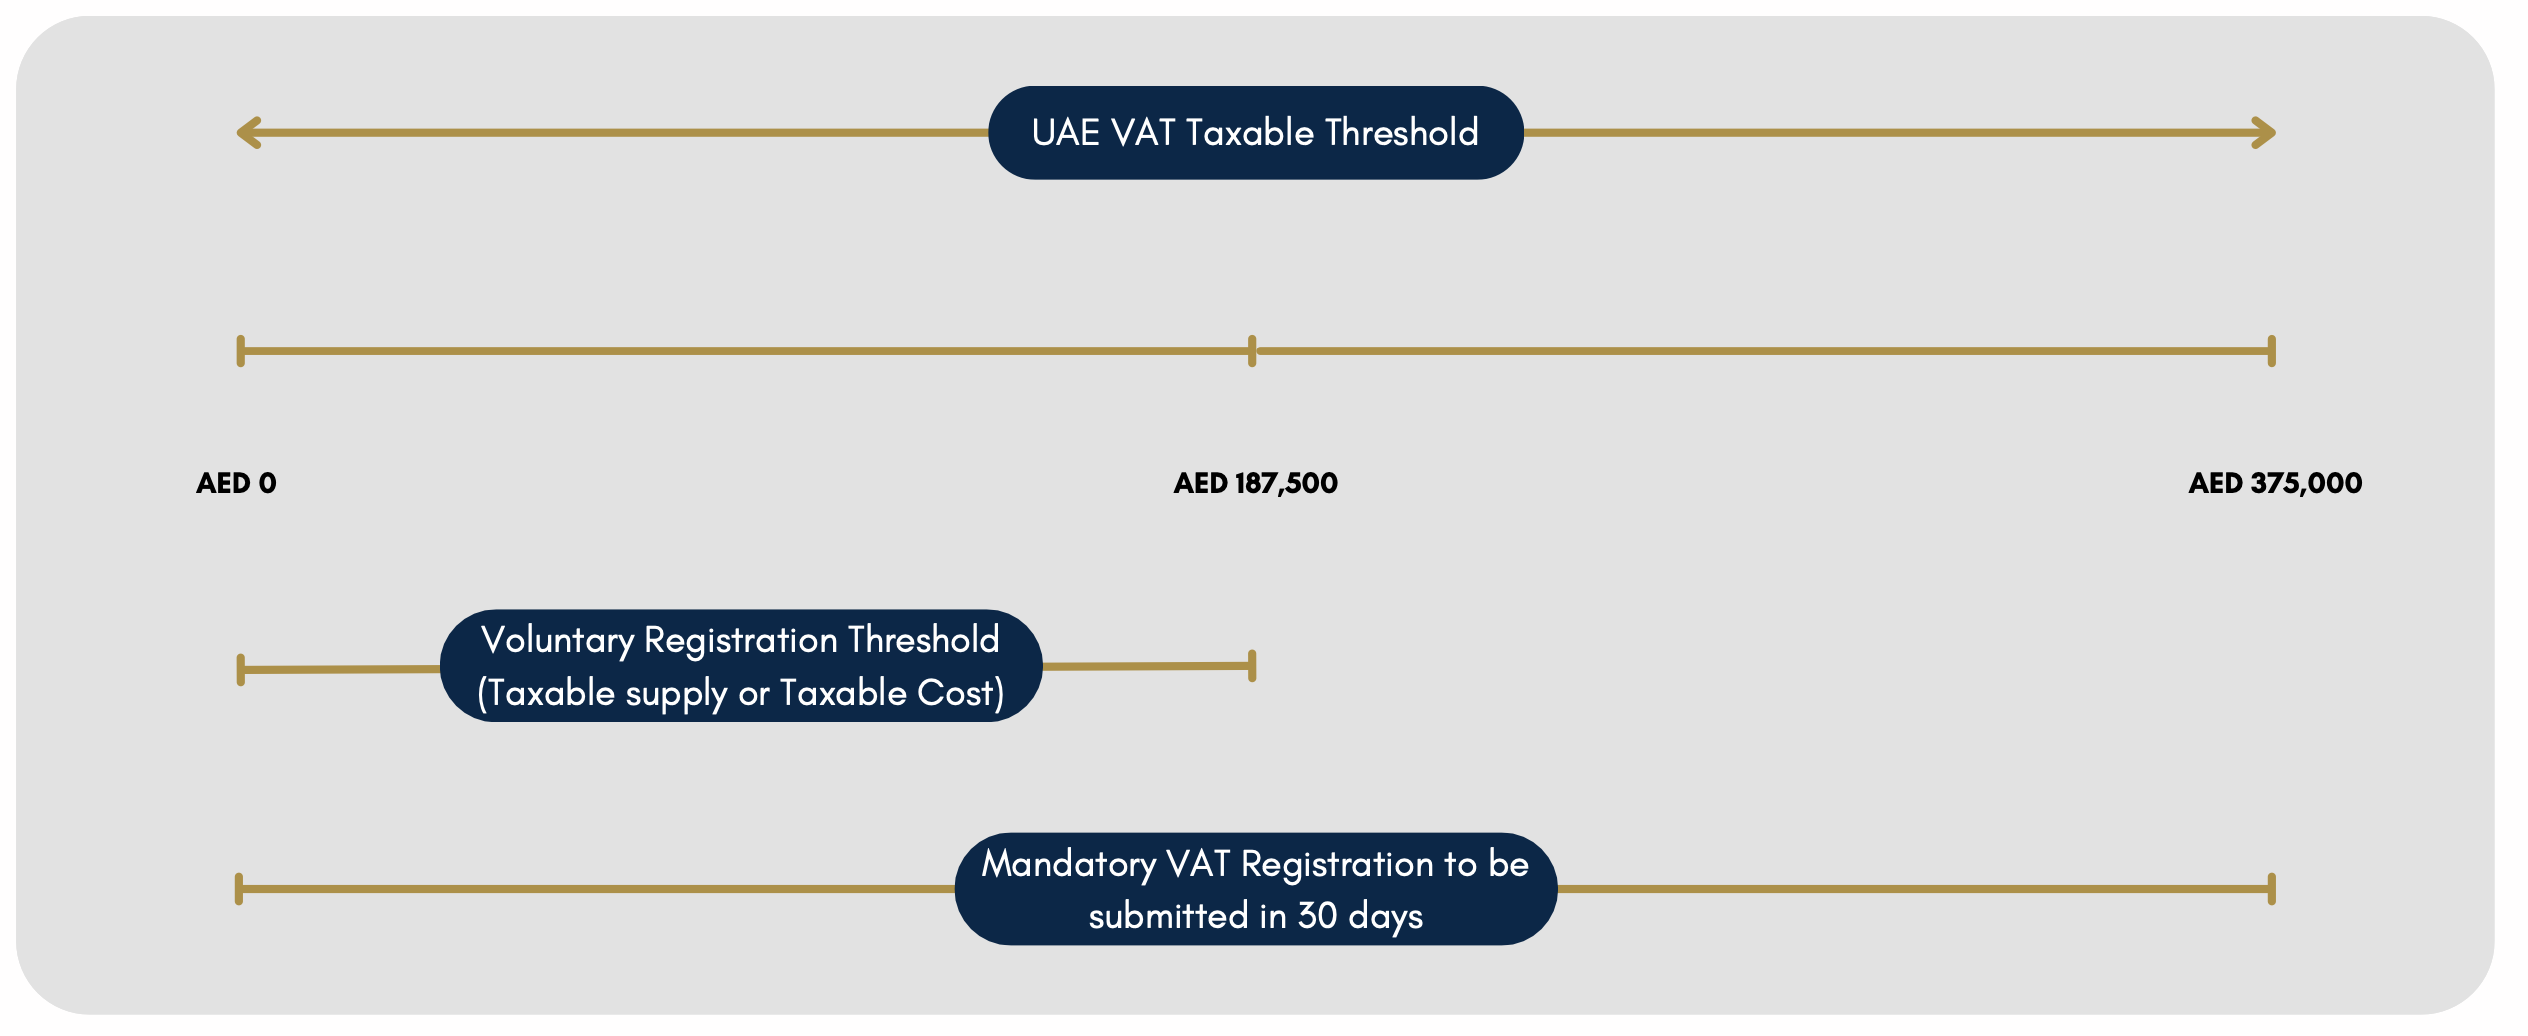 UAE VAT Taxable Threshold
AED 0
AED 187,500
AED 375,000
Voluntary Registration Threshold
(Taxable supply or Taxable Cost)
Mandatory VAT Registration to be
submitted in 30 days